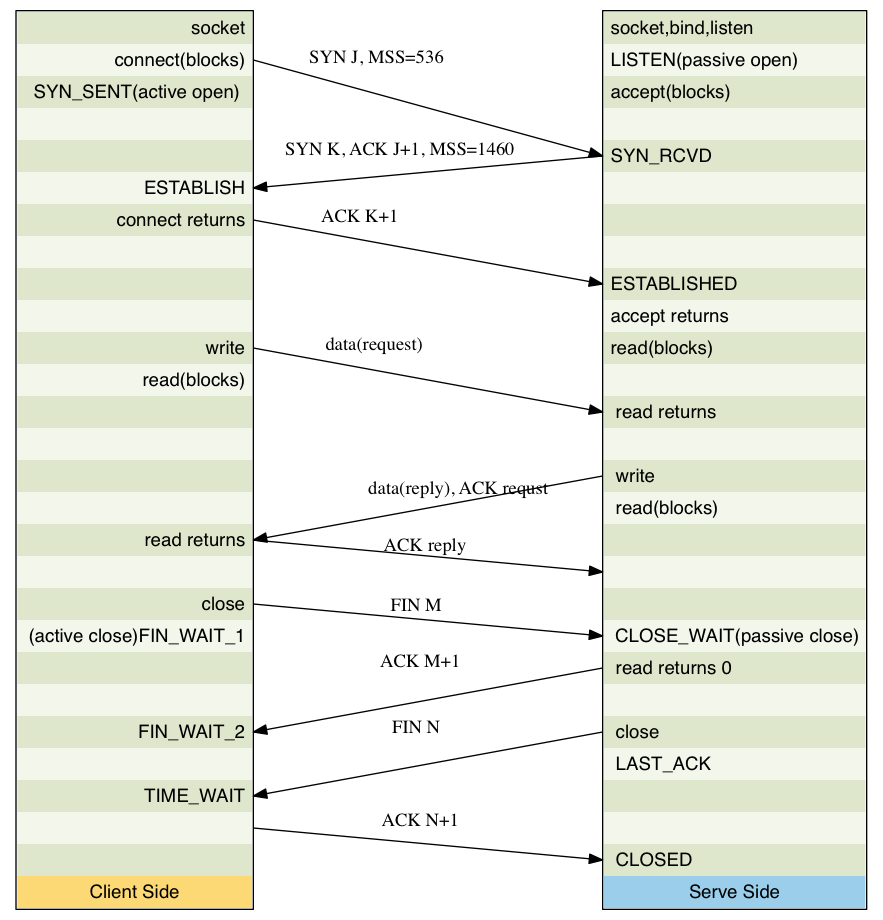 socket
socket,bind,listen
connect(blocks)
SYN J, MSS=536
LISTEN(passive open)
SYN_SENT(active open)
accept(blocks)
SYN K, ACK J+1, MSS=1460
SYN_RCVD
ESTABLISH
connect returns
ACK K+1
ESTABLISHED
accept returns
write
data(request)
read(blocks)
read(blocks)
read returns
write
data(reply), ACK requst
read(blocks)
read returns
ACK reply
close
FIN M
(active close)FIN_WAIT_1
CLOSE_WAIT(passive close)
ACK M+1
read returns 0
FIN_WAIT_2
FIN N
close
LAST_ACK
TIME_WAIT
ACK N+1
CLOSED
Client Side
Serve Side